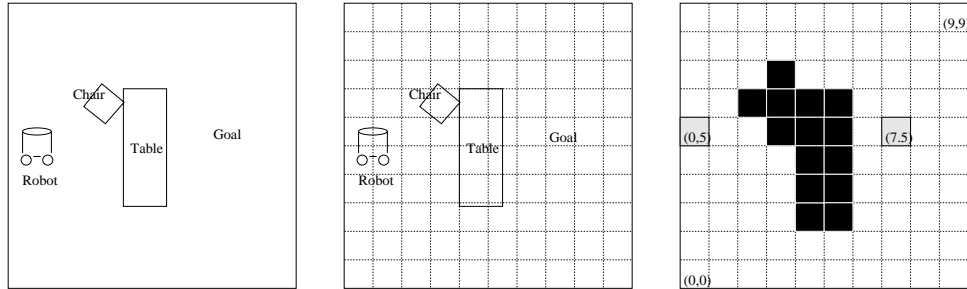 Chair
Goal
Table
Robot
Chair
Goal
Table
Robot
(9,9)
(0,5)
(7.5)
(0,0)